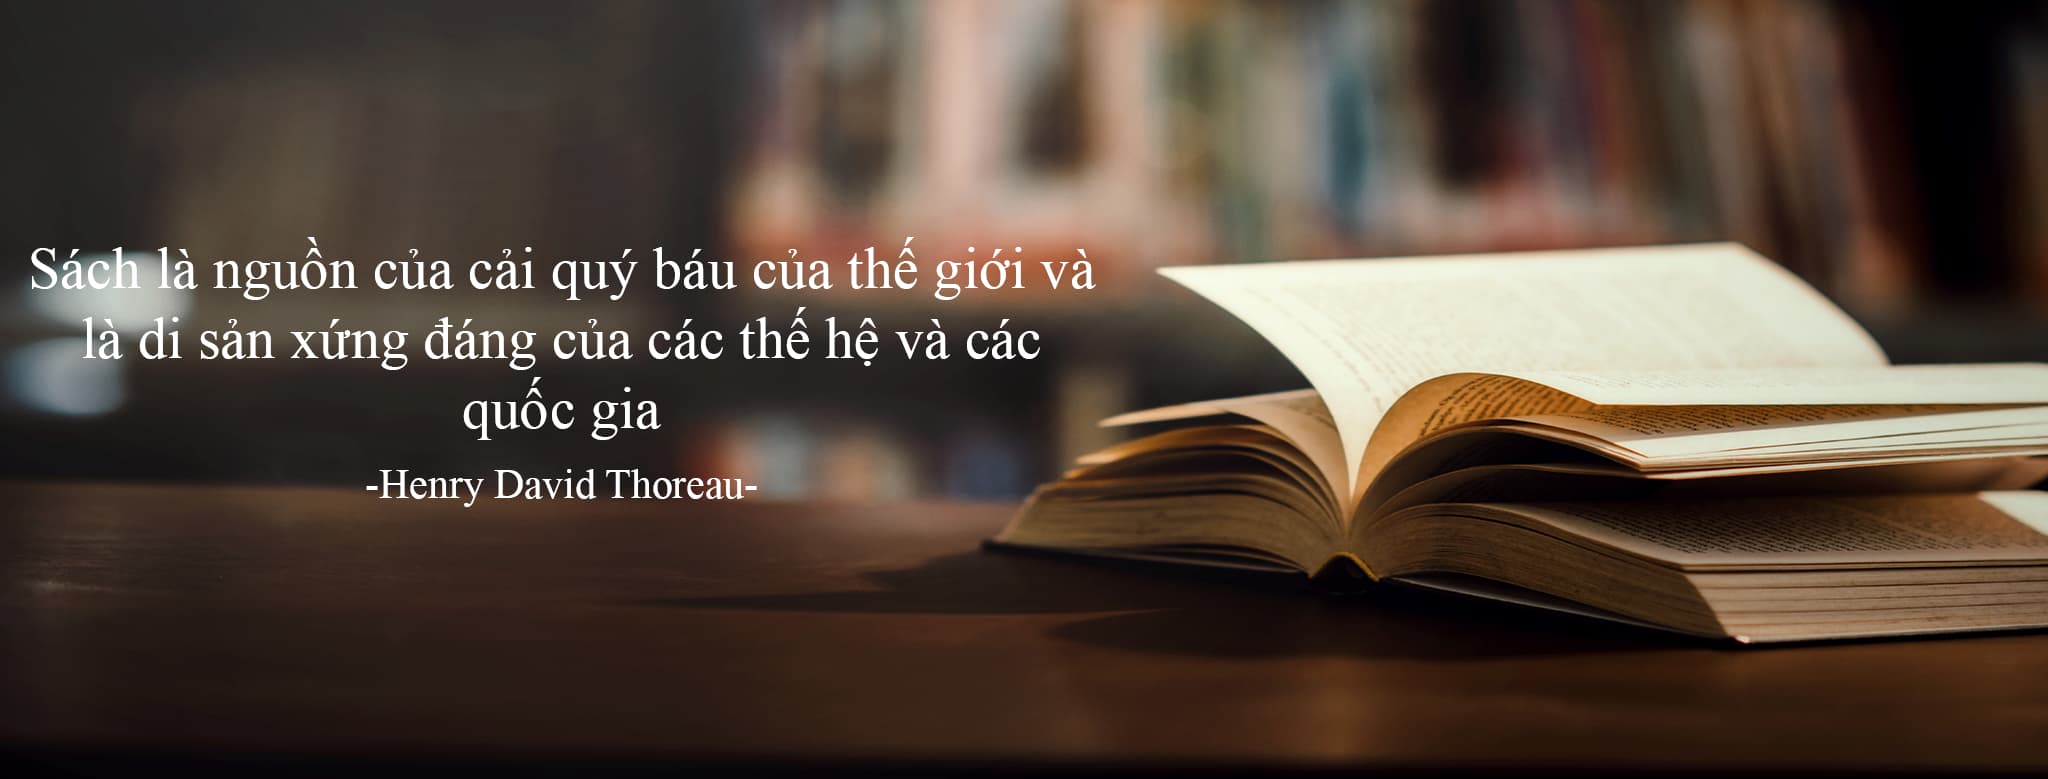 Sách là nguồn của cải quý báu của thế giới và
là di sản xứng đáng của các thế hệ và các
quốc gia
-Henry David Thoreau-